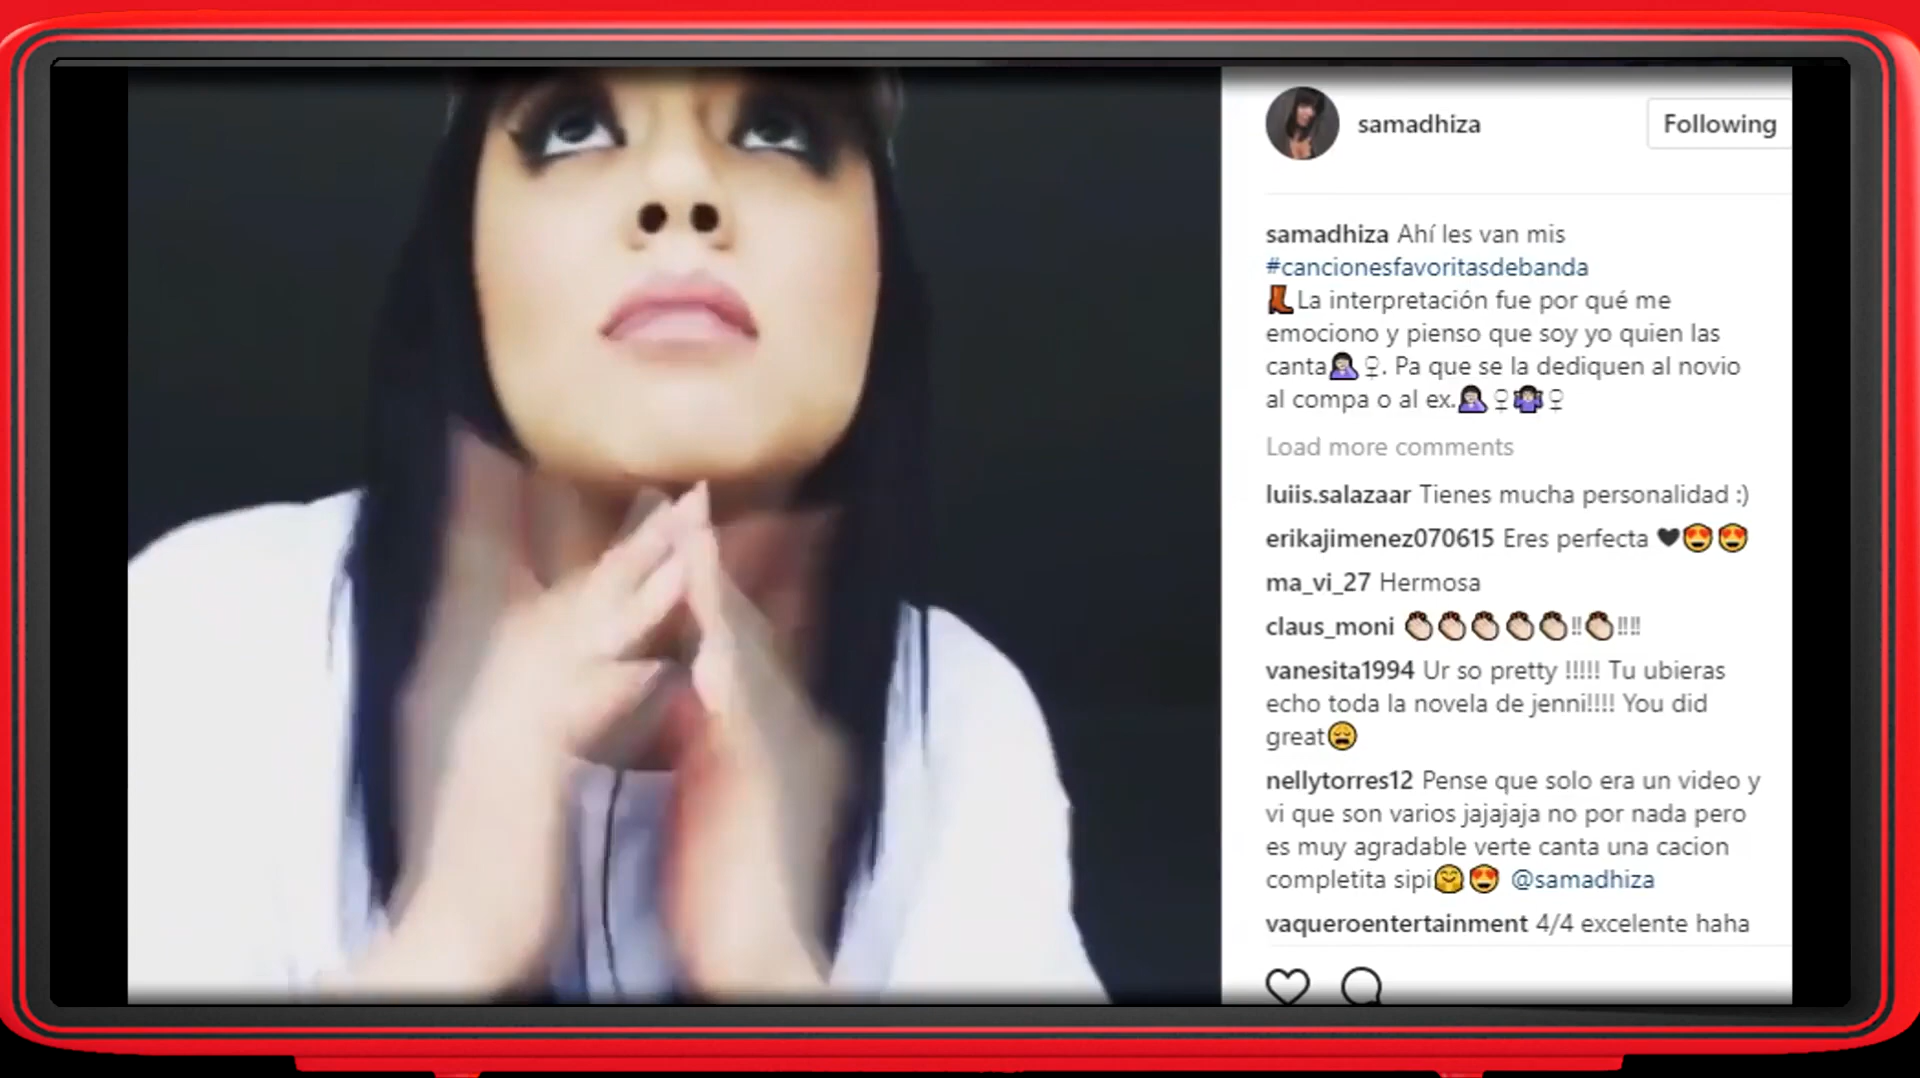 samadhiza
Following
samadhiza Ahí les van mis
#cancionesfavoritasdebanda
👢La interpretación fue por qué me
emociono y pienso que soy yo quien las
canta🤦🏻♀. Pa que se la dediquen al novio
al compa o al ex.🤦🏻♀🤷🏻♀
Load more comments
luiis.salazaar Tienes mucha personalidad :)
erikajimenez070615 Eres perfecta 🖤😍😍
ma_vi_27 Hermosa
claus_moni 👏🏻👏🏻👏🏻👏🏻👏🏻‼👏🏻‼‼
vanesita1994 Ur so pretty !!!!! Tu ubieras
echo toda la novela de jenni!!!! You did
great😩
nellytorres12 Pense que solo era un video y
vi que son varios jajajaja no por nada pero
es muy agradable verte canta una cacion
completita sipi🤗😍 @samadhiza
vaqueroentertainment 4/4 excelente haha